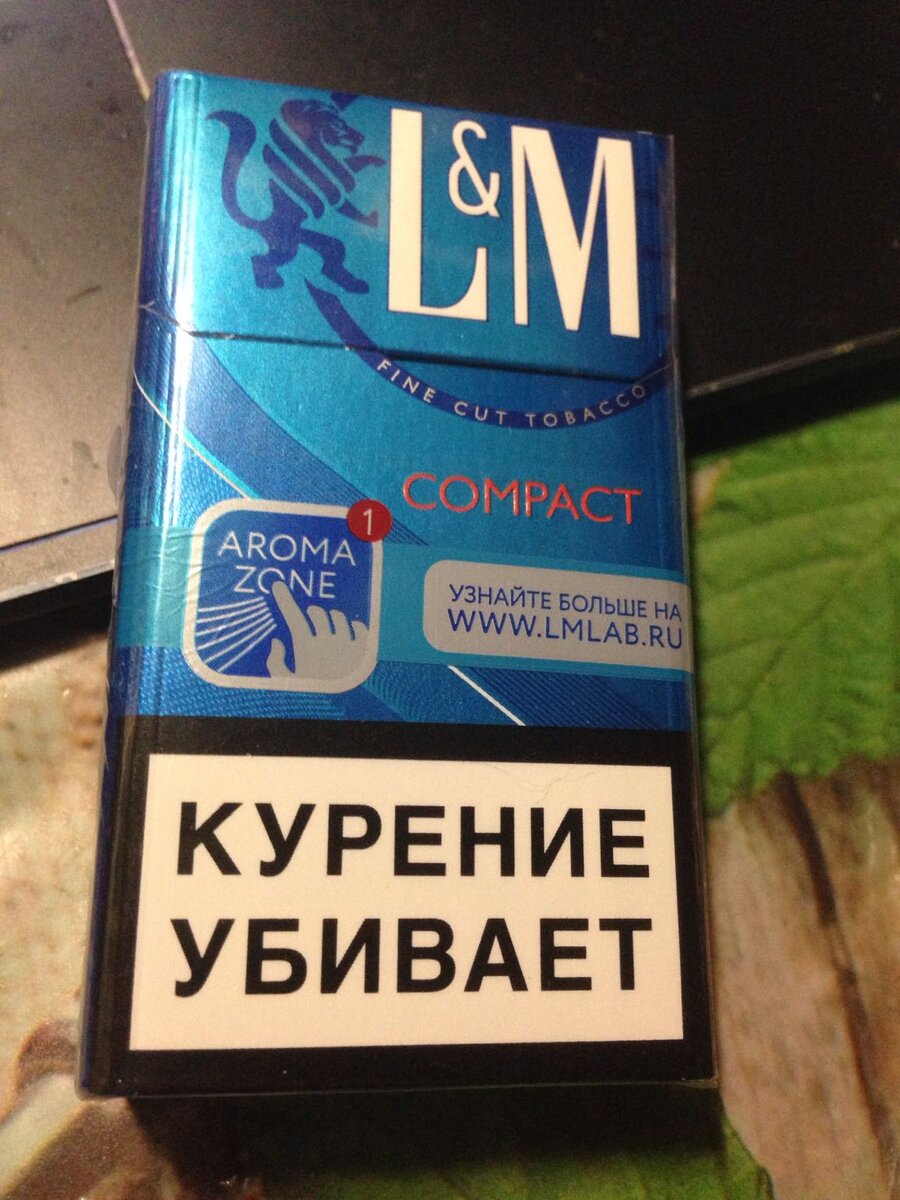 L&M
FINE CUT TOBACCO
COMPACT
1
AROMA
ZONE
УЗНАЙТЕ БОЛЬШЕ НА
WWW.LMLAB.RU
КУРЕНИЕ
УБИВАЕТ